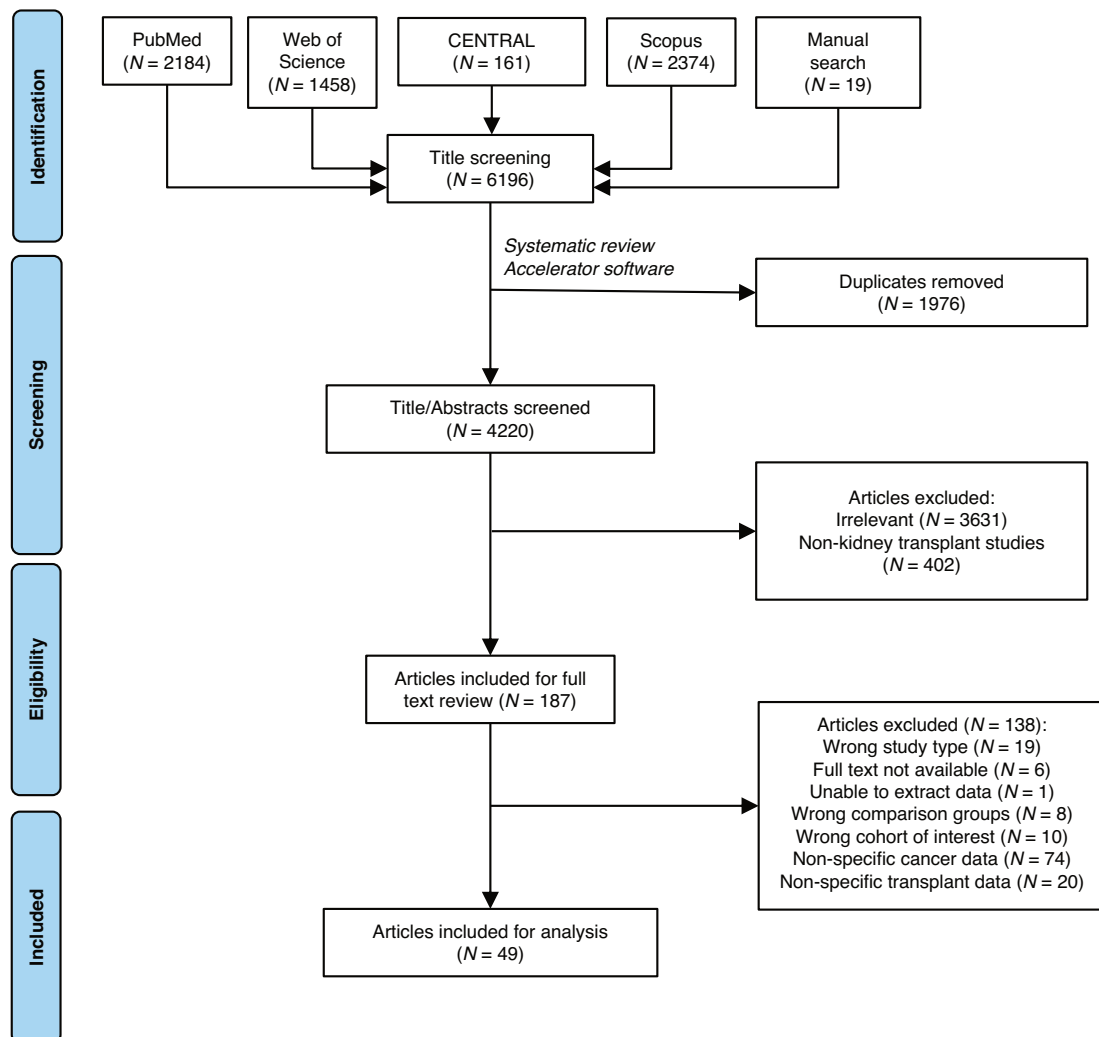 Identification
PubMed
(N = 2184)
Web of
Science
(N = 1458)
CENTRAL
(N = 161)
Scopus
(N = 2374)
Manual
search
(N = 19)
Title screening
(N = 6196)
Screening
Systematic review
Accelerator software
Duplicates removed
(N = 1976)
Title/Abstracts screened
(N = 4220)
Articles excluded:
Irrelevant (N = 3631)
Non-kidney transplant studies
(N = 402)
Eligibility
Articles included for full
text review (N = 187)
Articles excluded (N = 138):
Wrong study type (N = 19)
Full text not available (N = 6)
Unable to extract data (N = 1)
Wrong comparison groups (N = 8)
Wrong cohort of interest (N = 10)
Non-specific cancer data (N = 74)
Non-specific transplant data (N = 20)
Included
Articles included for analysis
(N = 49)